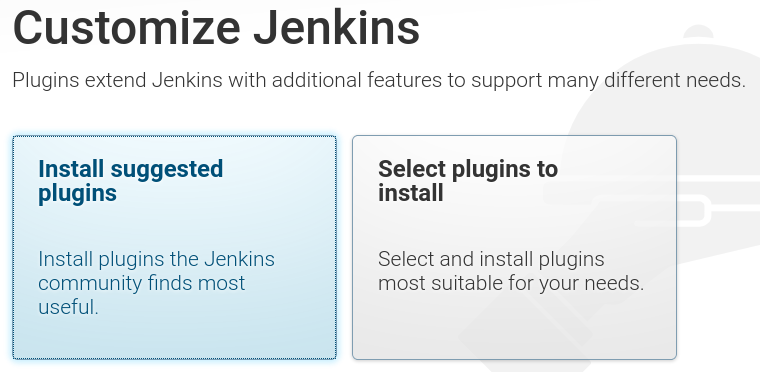 Customize Jenkins
Plugins extend Jenkins with additional features to support many different needs.
Install suggested
plugins
Install plugins the Jenkins
community finds most
useful.
Select plugins to
install
Select and install plugins
most suitable for your needs.